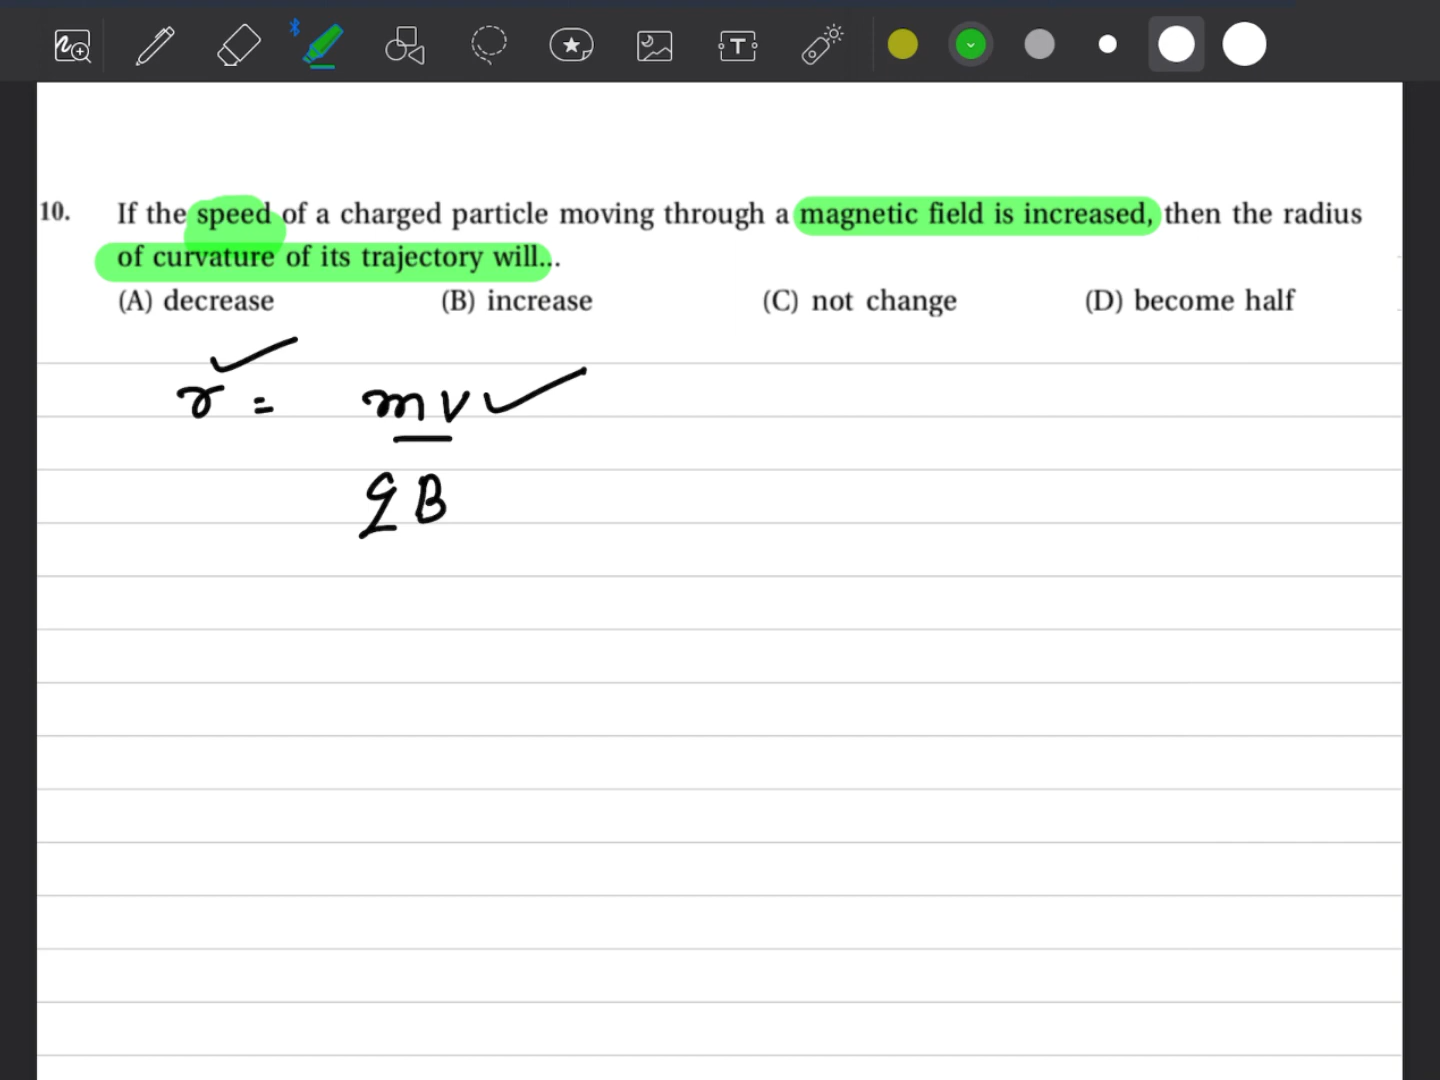 10. If the speed of a charged particle moving through a magnetic field is increased, then the radius
of curvature of its trajectory will...
(A) decrease (B) increase (C) not change (D) become half
r = mv
qB